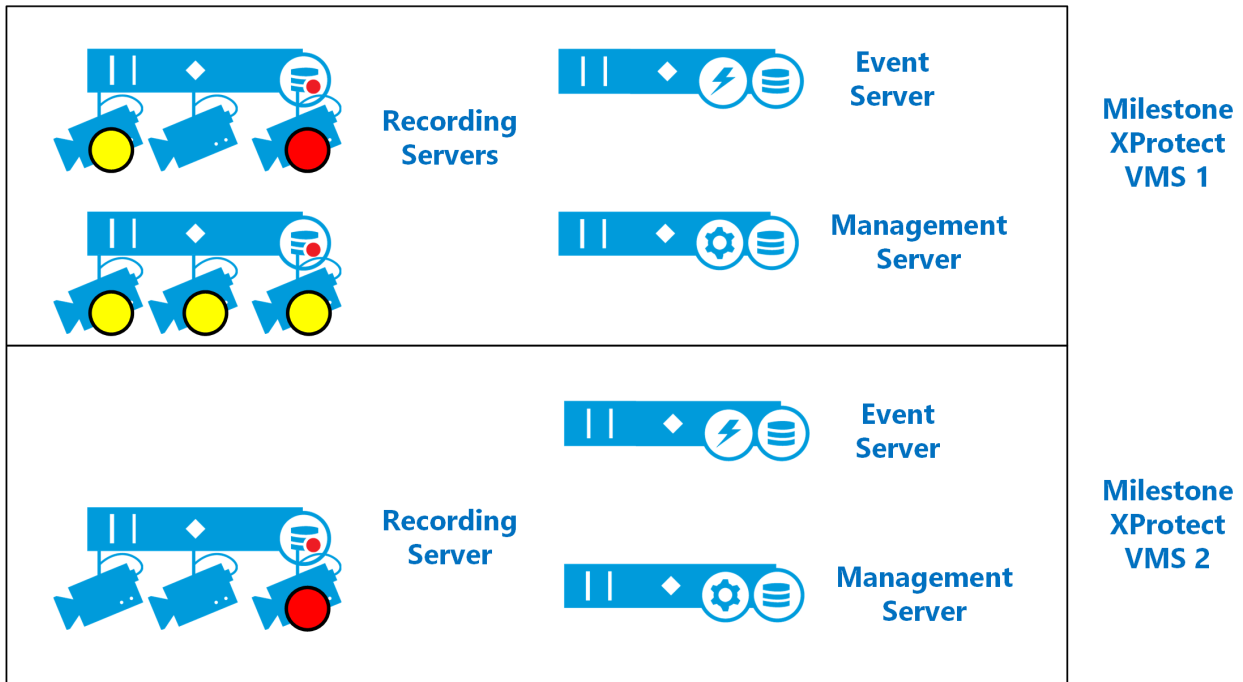 Event
Server
Recording
Servers
Management
Server
Milestone
XProtect
VMS 1
Event
Server
Recording
Server
Management
Server
Milestone
XProtect
VMS 2